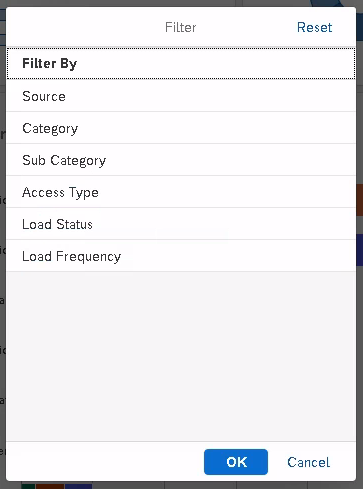 Filter
Reset
Filter By
Source
Category
Sub Category
Access Type
Load Status
Load Frequency
OK
Cancel